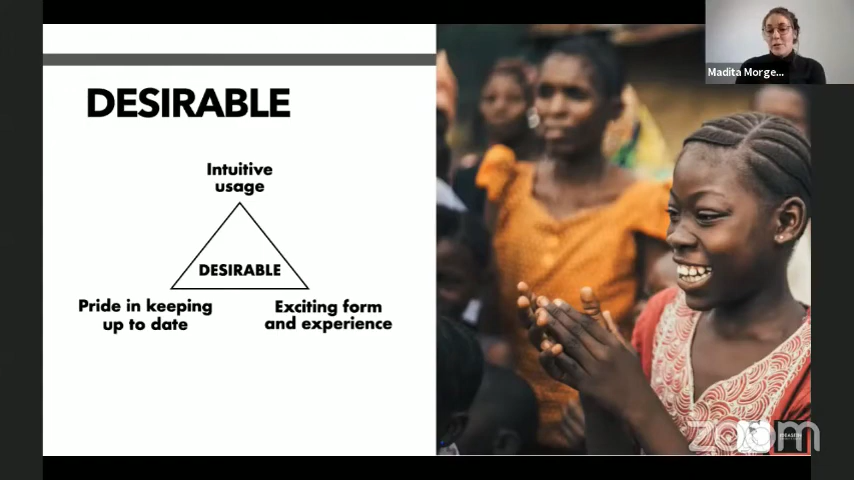 Madita Morge...
DESIRABLE
Intuitive
usage
DESIRABLE
Pride in keeping
up to date
Exciting form
and experience
zoom